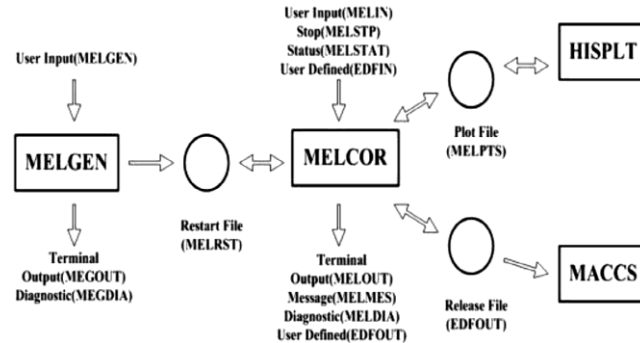 User Input(MELGEN)
MELGEN
Terminal
Output(MEGOUT)
Diagnostic(MEGDIA)
Restart File
(MELRST)
User Input(MELIN)
Stop(MELSTP)
Status(MELSTAT)
User Defined(EDFIN)
MELCOR
Terminal
Output(MELOUT)
Message(MELMES)
Diagnostic(MELDIA)
User Defined(EDFOUT)
Plot File
(MELPTS)
HISPLT
Release File
(EDFOUT)
MACCS